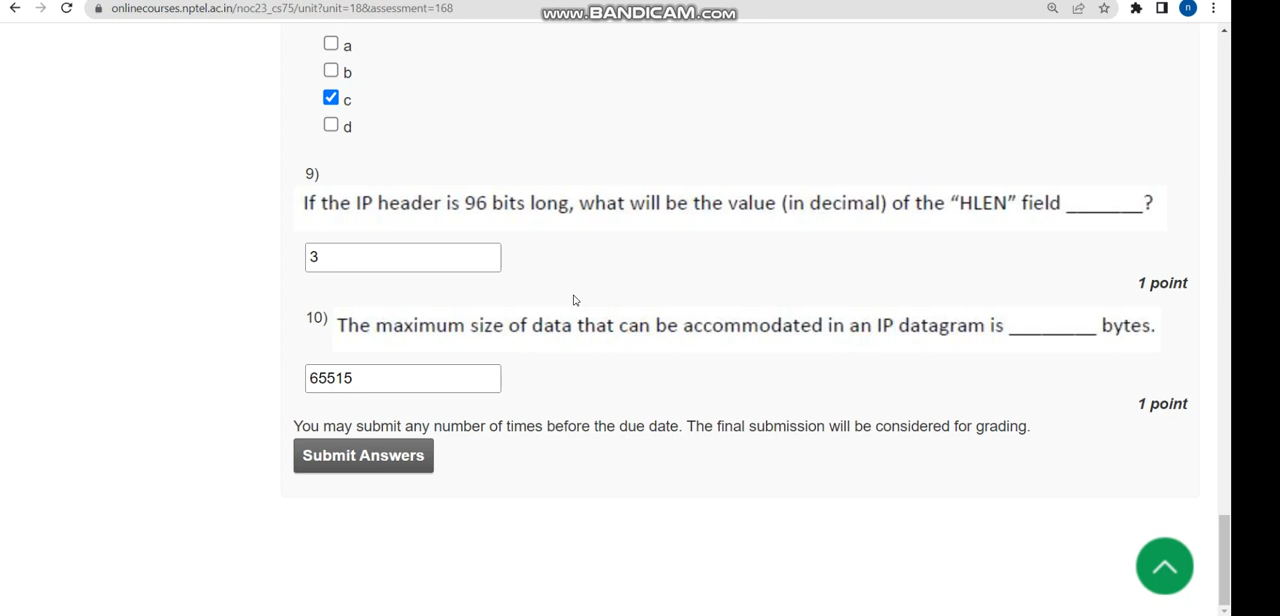 onlinecourses.nptel.ac.in/noc23_cs75/unit?unit=18&assessment=168
www.BANDICAM.com
n
a
b
c
d
9)
If the IP header is 96 bits long, what will be the value (in decimal) of the “HLEN” field _______?
3
1 point
10) The maximum size of data that can be accommodated in an IP datagram is ________ bytes.
65515
1 point
You may submit any number of times before the due date. The final submission will be considered for grading.
Submit Answers